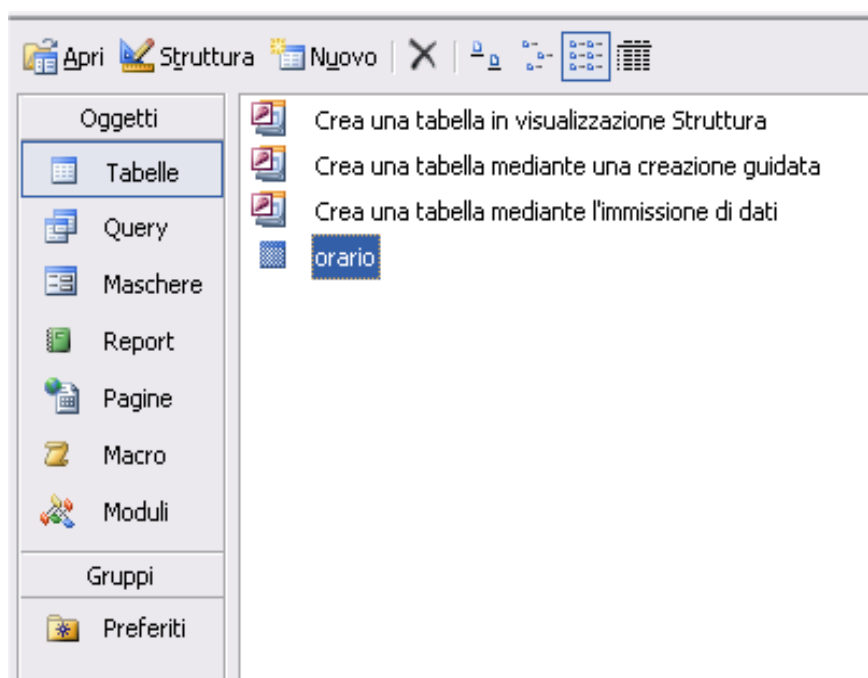 Apri Struttura Nuovo
Oggetti
Tabelle
Query
Maschere
Report
Pagine
Macro
Moduli
Gruppi
Preferiti
Crea una tabella in visualizzazione Struttura
Crea una tabella mediante una creazione guidata
Crea una tabella mediante l'immissione di dati
orario